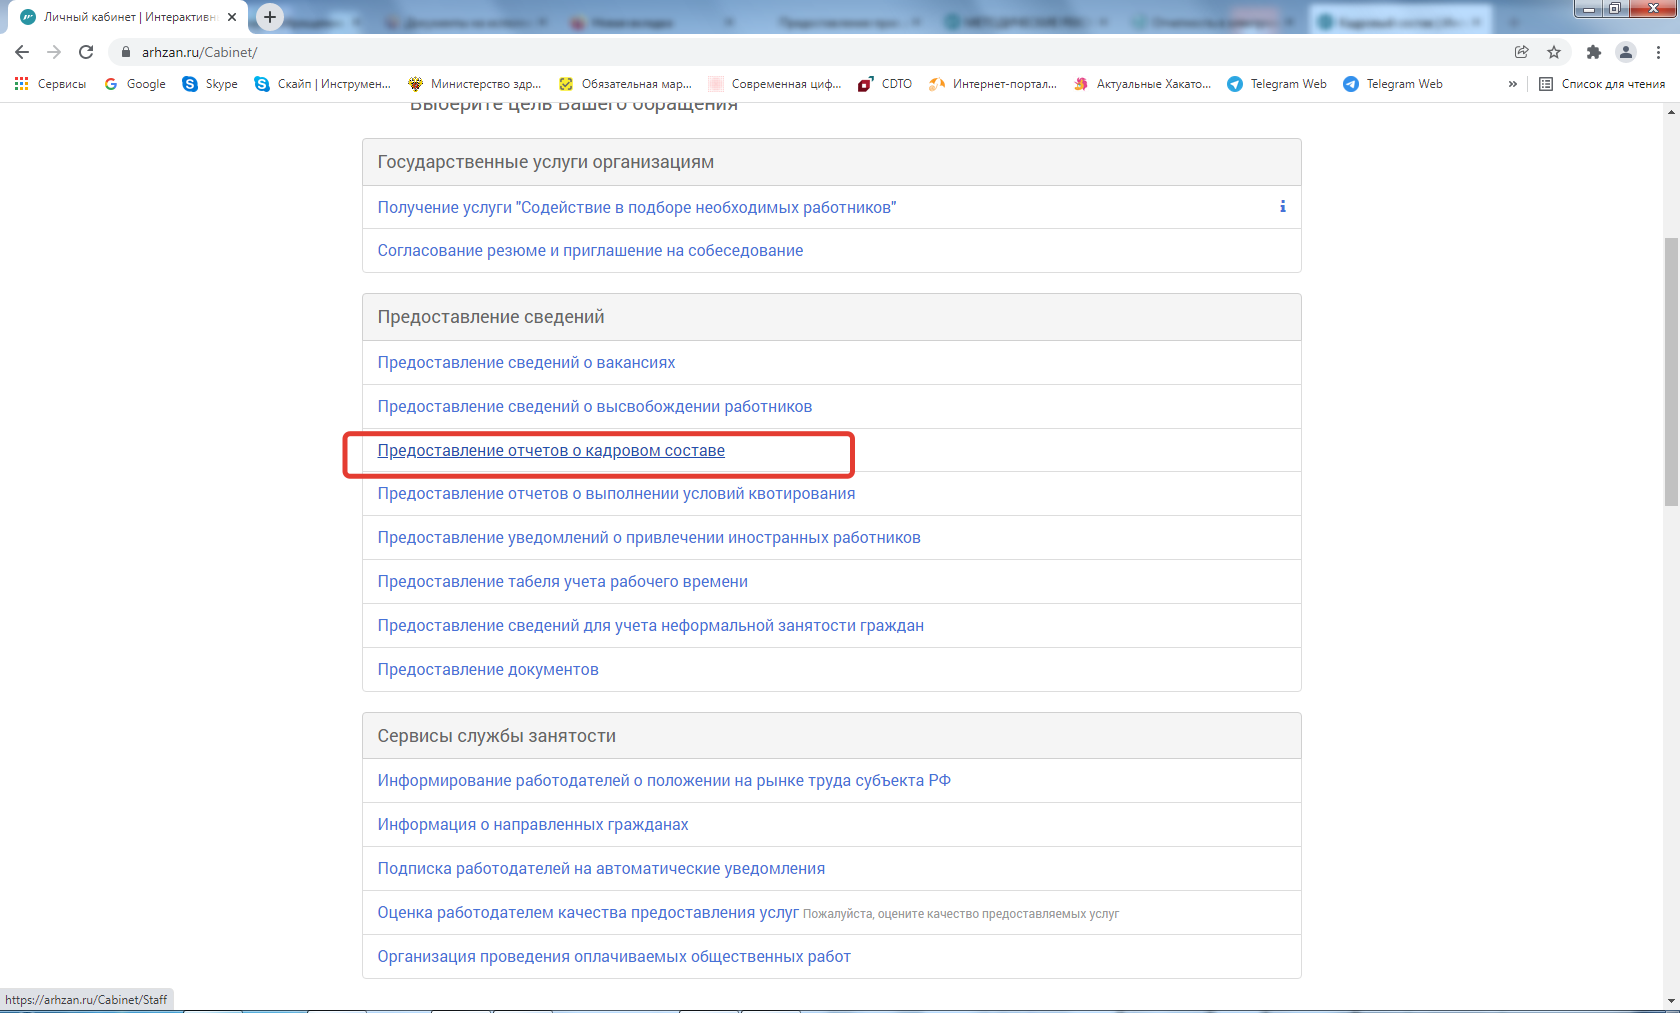 Личный кабинет | Интерактивн
arhzan.ru/Cabinet/
Сервисы
Google
Skype
Скайп | Инструмен...
Министерство здр...
Обязательная мар...
Современная циф...
CDTO
Интернет-портал...
Актуальные Хакато...
Telegram Web
Telegram Web
»
Список для чтения
Выберите цель Вашего обращения
Государственные услуги организациям
Получение услуги "Содействие в подборе необходимых работников"
Согласование резюме и приглашение на собеседование
Предоставление сведений
Предоставление сведений о вакансиях
Предоставление сведений о высвобождении работников
Предоставление отчетов о кадровом составе
Предоставление отчетов о выполнении условий квотирования
Предоставление уведомлений о привлечении иностранных работников
Предоставление табеля учета рабочего времени
Предоставление сведений для учета неформальной занятости граждан
Предоставление документов
Сервисы службы занятости
Информирование работодателей о положении на рынке труда субъекта РФ
Информация о направленных гражданах
Подписка работодателей на автоматические уведомления
Оценка работодателем качества предоставления услуг Пожалуйста, оцените качество предоставляемых услуг
Организация проведения оплачиваемых общественных работ
https://arhzan.ru/Cabinet/Staff